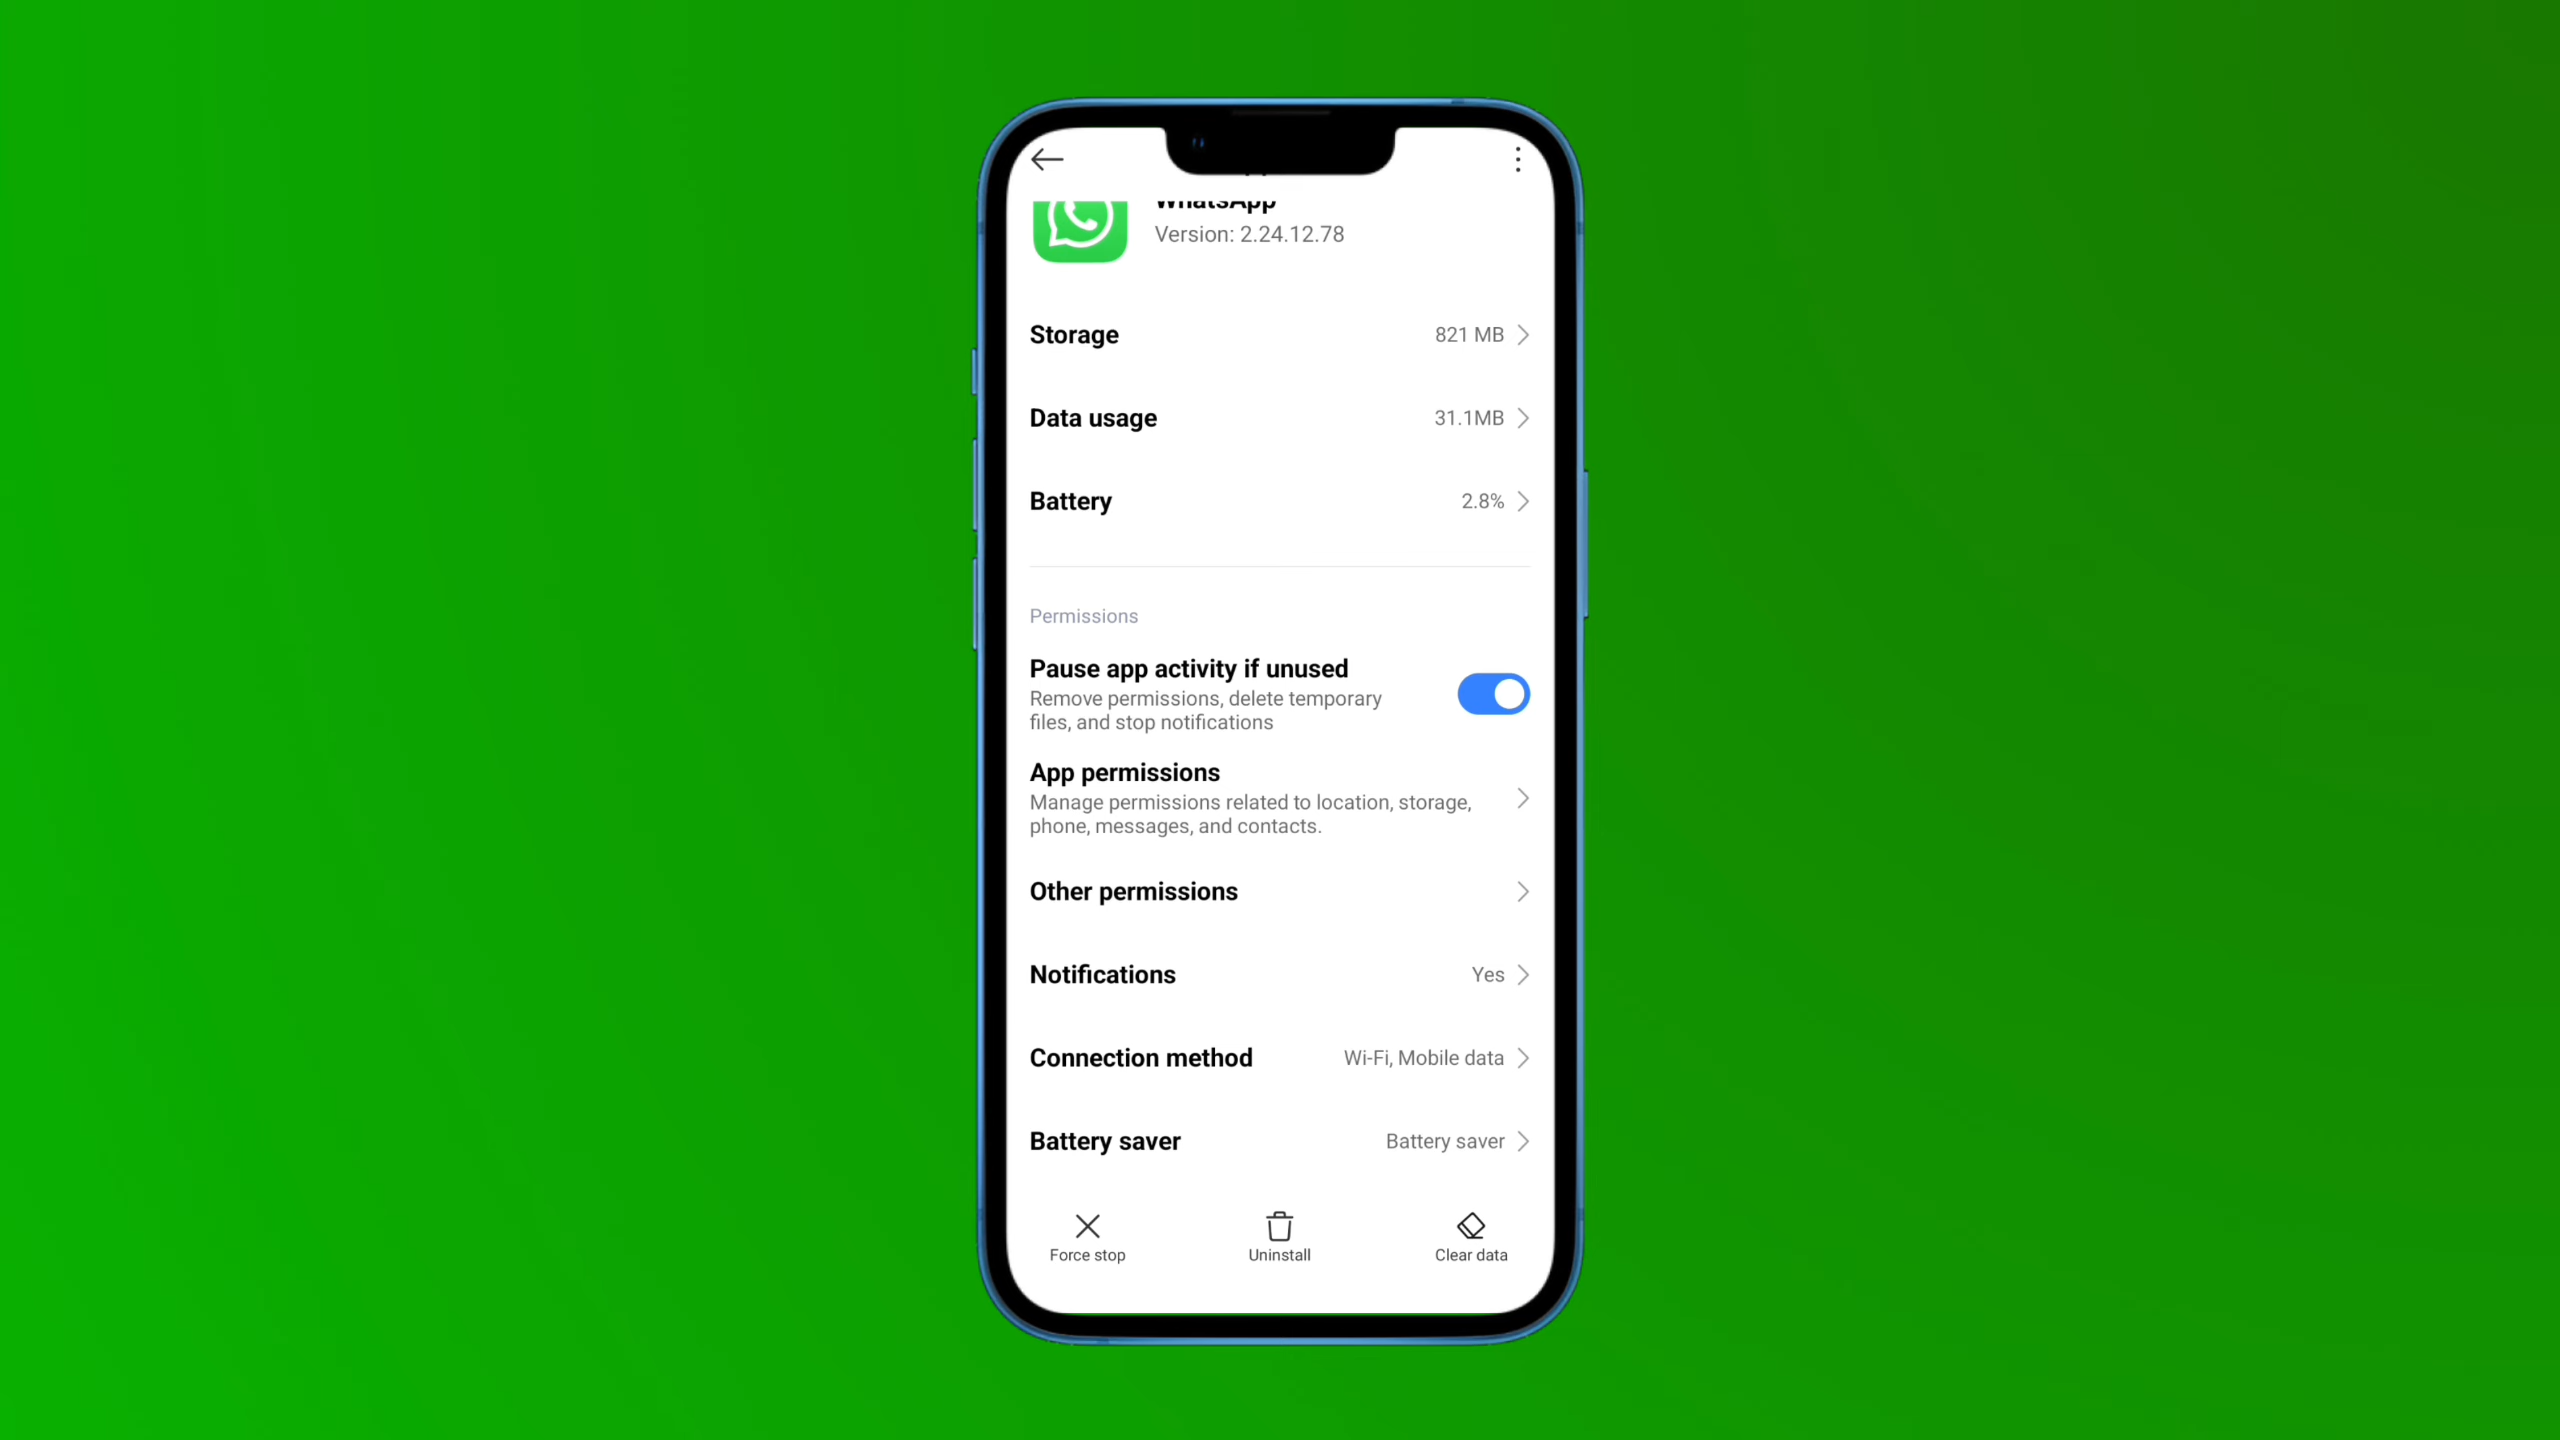 WhatsApp
Version: 2.24.12.78
Storage 821 MB
Data usage 31.1MB
Battery 2.8%
Permissions
Pause app activity if unused
Remove permissions, delete temporary
files, and stop notifications
App permissions
Manage permissions related to location, storage,
phone, messages, and contacts.
Other permissions
Notifications Yes
Connection method Wi-Fi, Mobile data
Battery saver Battery saver
Force stop Uninstall Clear data